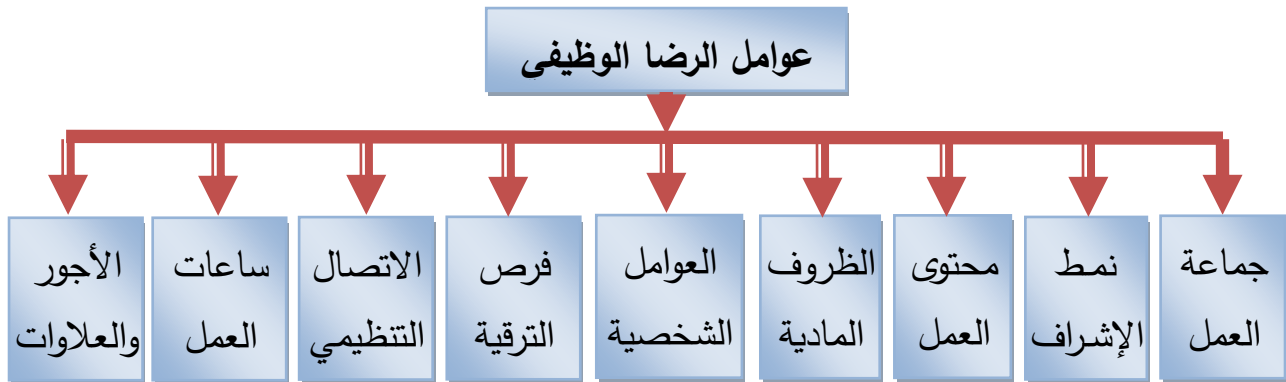 عوامل الرضا الوظيفي
جماعة
العمل
نمط
الإشراف
محتوى
العمل
الظروف
المادية
العوامل
الشخصية
فرص
الترقية
الاتصال
التنظيمي
ساعات
العمل
الأجور
والعلاوات